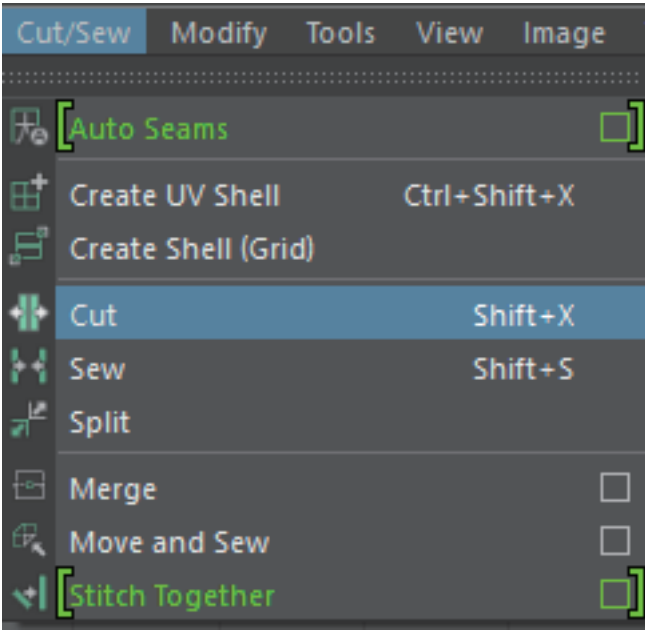 Cut/Sew Modify Tools View Image
Auto Seams
Create UV Shell Ctrl+Shift+X
Create Shell (Grid)
Cut Shift+X
Sew Shift+S
Split
Merge
Move and Sew
Stitch Together